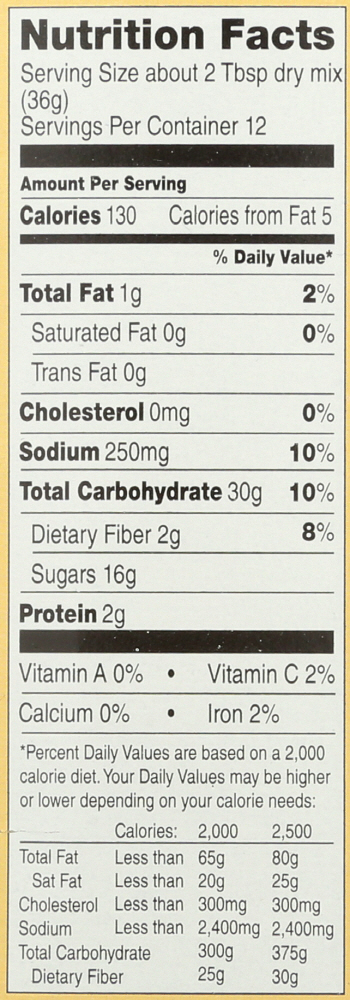 Nutrition Facts
Serving Size about 2 Tbsp dry mix
(36g)
Servings Per Container 12
Amount Per Serving
Calories 130 Calories from Fat 5
% Daily Value*
Total Fat 1g 2%
Saturated Fat 0g 0%
Trans Fat 0g
Cholesterol 0mg 0%
Sodium 250mg 10%
Total Carbohydrate 30g 10%
Dietary Fiber 2g 8%
Sugars 16g
Protein 2g
Vitamin A 0% • Vitamin C 2%
Calcium 0% • Iron 2%
*Percent Daily Values are based on a 2,000
calorie diet. Your Daily Values may be higher
or lower depending on your calorie needs:
Calories: 2,000 2,500
Total Fat Less than 65g 80g
Sat Fat Less than 20g 25g
Cholesterol Less than 300mg 300mg
Sodium Less than 2,400mg 2,400mg
Total Carbohydrate 300g 375g
Dietary Fiber 25g 30g